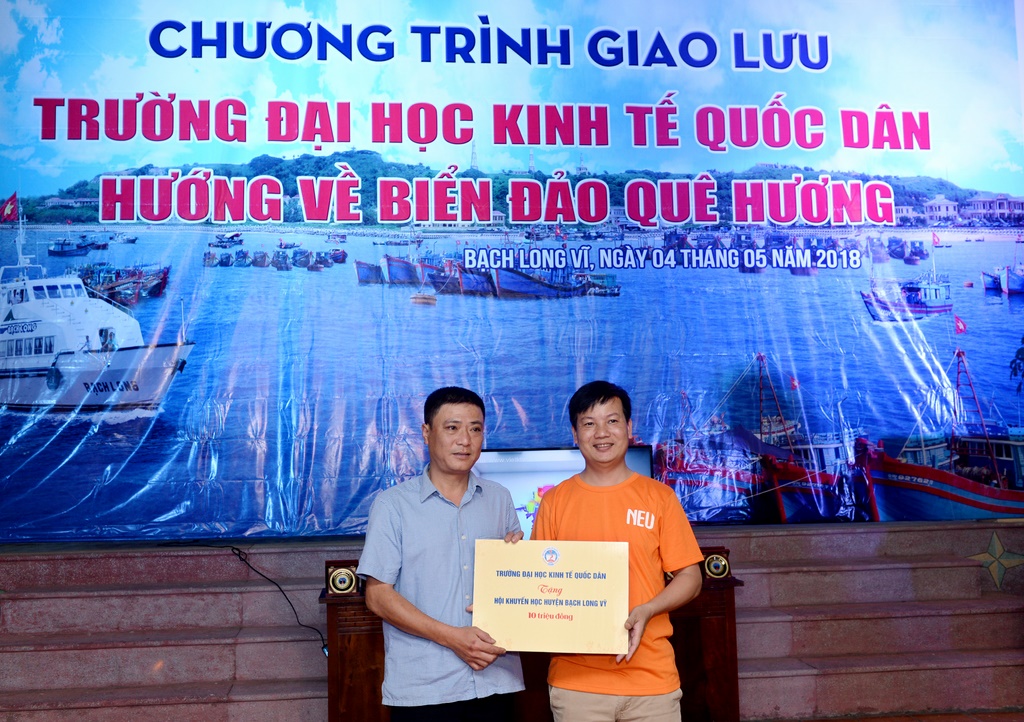 CHƯƠNG TRÌNH GIAO LƯU
TRƯỜNG ĐẠI HỌC KINH TẾ QUỐC DÂN
HƯỚNG VỀ BIỂN ĐẢO QUÊ HƯƠNG
BẠCH LONG VĨ, NGÀY 04 THÁNG 05 NĂM 2018
BẠCH LONG
NEU
TRƯỜNG ĐẠI HỌC KINH TẾ QUỐC DÂN
Tặng
HỘI KHUYẾN HỌC HUYỆN BẠCH LONG VỸ
10 triệu đồng